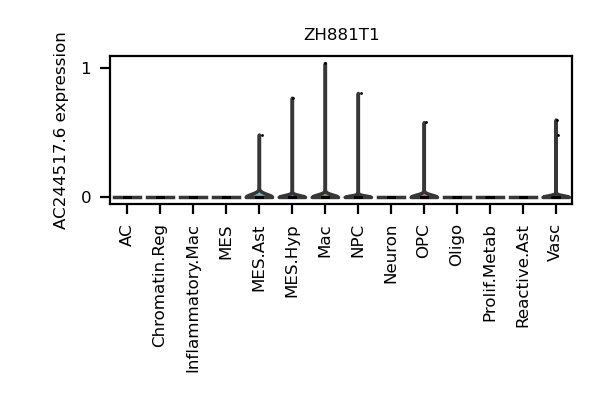 ZH881T1
AC244517.6 expression
1
0
AC
Chromatin.Reg
Inflammatory.Mac
MES
MES.Ast
MES.Hyp
Mac
NPC
Neuron
OPC
Oligo
Prolif.Metab
Reactive.Ast
Vasc